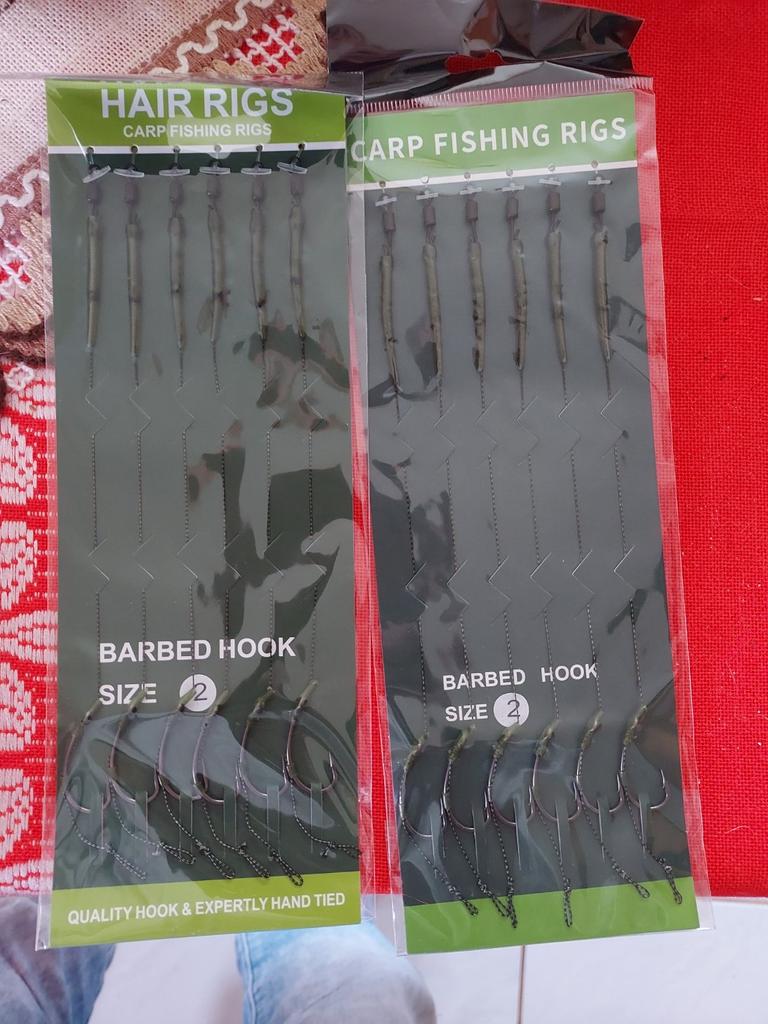 HAIR RIGS
CARP FISHING RIGS
BARBED HOOK
SIZE 2
QUALITY HOOK & EXPERTLY HAND TIED
CARP FISHING RIGS
BARBED HOOK
SIZE 2